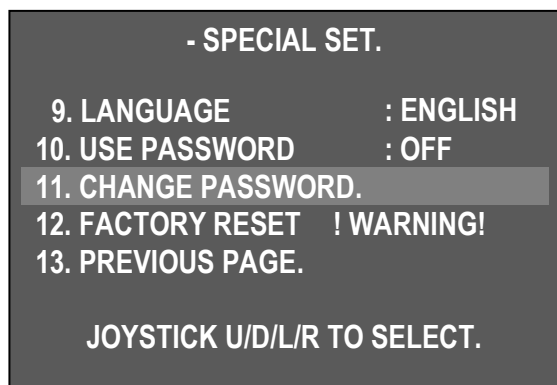 - SPECIAL SET.
9. LANGUAGE : ENGLISH
10. USE PASSWORD : OFF
11. CHANGE PASSWORD.
12. FACTORY RESET ! WARNING!
13. PREVIOUS PAGE.
JOYSTICK U/D/L/R TO SELECT.